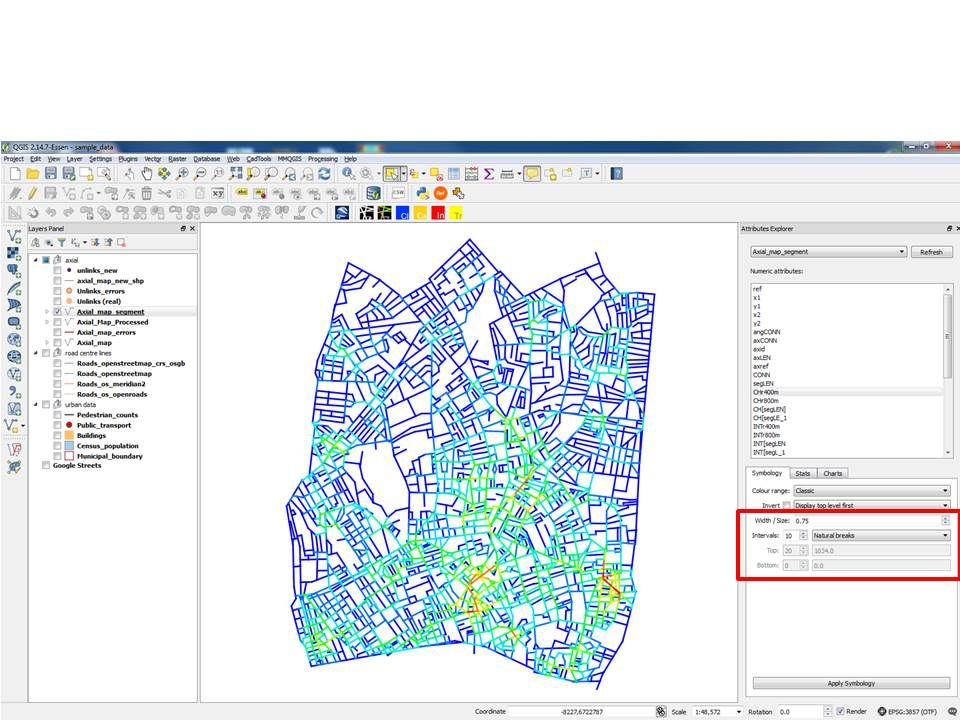 QGIS 2.14.7-Essen - sample_data
Project Edit View Layer Settings Plugins Vector Raster Database Web CadTools MMQGIS Processing Help
Layers Panel
axial
unlinks_new
axial_map_new_shp
Unlinks_errors
Unlinks (real)
Axial_map_segment
Axial_Map_Processed
Axial_map_errors
Axial_map
road centre lines
Roads_openstreetmap_crs_osgb
Roads_openstreetmap
Roads_os_meridian2
Roads_os_openroads
urban data
Pedestrian_counts
Public_transport
Buildings
Census_population
Municipal_boundary
Google Streets
Attributes Explorer
Axial_map_segment Refresh
Numeric attributes:
ref
x1
y1
x2
y2
angCONN
axCONN
axid
axLEN
axref
CONN
segLEN
CHr400m
CHr800m
CH[segLEN]
CH[segLE_1
INTr400m
INTr800m
INT[segLEN
INT[segL_1
Symbology Stats Charts
Colour range: Classic
Invert Display top level first
Width / Size: 0.75
Intervals: 10 Natural breaks
Top: 20 1034.0
Bottom: 0 0.0
Apply Symbology
Coordinate -8227,6722787 Scale 1:48,572 Rotation 0.0 Render EPSG:3857 (OTF)